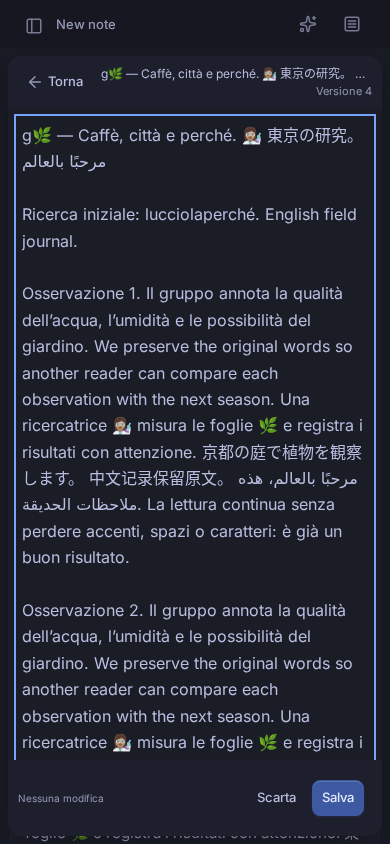 New note
Torna
g🌿 — Caffè, città e perché. 👩🏽‍🔬 東京の研究。 …
Versione 4
g🌿 — Caffè, città e perché. 👩🏽‍🔬 東京の研究。
مرحبًا بالعالم
Ricerca iniziale: lucciolaperché. English field
journal.
Osservazione 1. Il gruppo annota la qualità
dell’acqua, l’umidità e le possibilità del
giardino. We preserve the original words so
another reader can compare each
observation with the next season. Una
ricercatrice 👩🏽‍🔬 misura le foglie 🌿 e registra i
risultati con attenzione. 京都の庭で植物を観察
します。 中文记录保留原文。 مرحبًا بالعالم، هذه
ملاحظات الحديقة. La lettura continua senza
perdere accenti, spazi o caratteri: è già un
buon risultato.
Osservazione 2. Il gruppo annota la qualità
dell’acqua, l’umidità e le possibilità del
giardino. We preserve the original words so
another reader can compare each
observation with the next season. Una
ricercatrice 👩🏽‍🔬 misura le foglie 🌿 e registra i
Nessuna modifica
Scarta
Salva